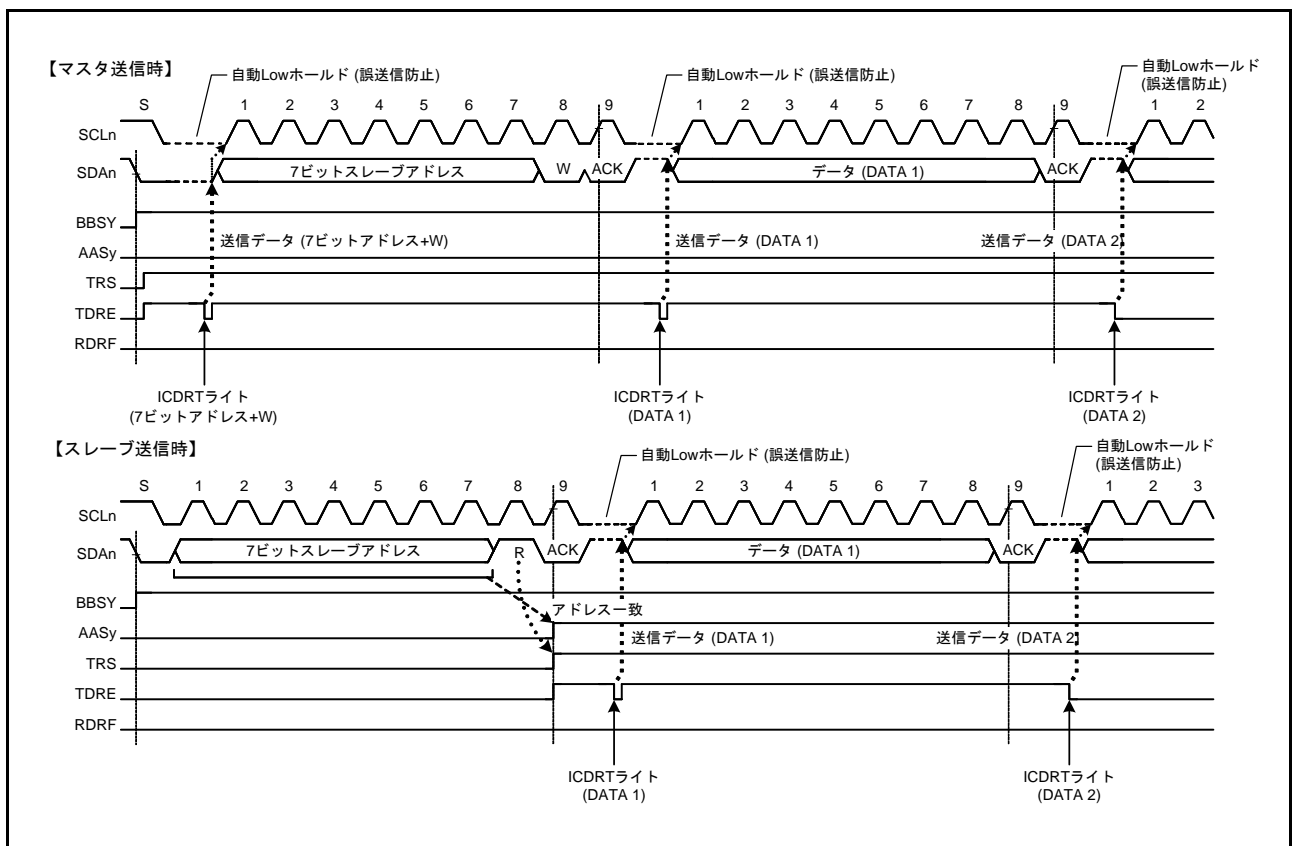 【マスタ送信時】
自動Lowホールド (誤送信防止)
自動Lowホールド (誤送信防止)
自動Lowホールド
(誤送信防止)
S 1 2 3 4 5 6 7 8 9 1 2 3 4 5 6 7 8 9 1 2
SCLn
SDAn 7ビットスレーブアドレス W ACK データ (DATA 1) ACK
BBSY
送信データ (7ビットアドレス+W) 送信データ (DATA 1) 送信データ (DATA 2)
AASy
TRS
TDRE
RDRF
ICDRTライト
(7ビットアドレス+W)
ICDRTライト
(DATA 1)
ICDRTライト
(DATA 2)
【スレーブ送信時】
自動Lowホールド (誤送信防止)
自動Lowホールド
(誤送信防止)
S 1 2 3 4 5 6 7 8 9 1 2 3 4 5 6 7 8 9 1 2 3
SCLn
SDAn 7ビットスレーブアドレス R ACK データ (DATA 1) ACK
BBSY
アドレス一致
AASy
送信データ (DATA 1) 送信データ (DATA 2)
TRS
TDRE
RDRF
ICDRTライト
(DATA 1)
ICDRTライト
(DATA 2)